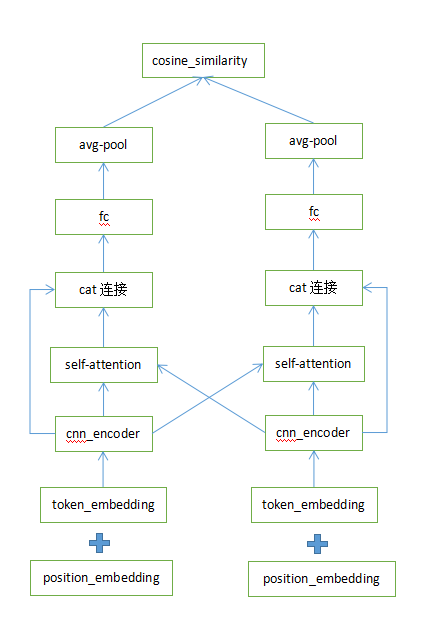 cosine_similarity
avg-pool
avg-pool
fc
fc
cat 连接
cat 连接
self-attention
self-attention
cnn_encoder
cnn_encoder
token_embedding
token_embedding
position_embedding
position_embedding